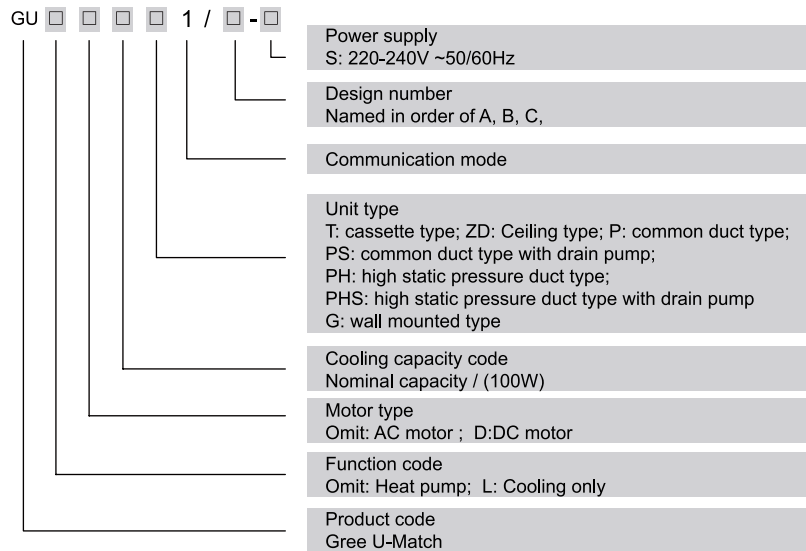 GU □ □ □ □ 1 / □ - □
Power supply
S: 220-240V ~50/60Hz
Design number
Named in order of A, B, C,
Communication mode
Unit type
T: cassette type; ZD: Ceiling type; P: common duct type;
PS: common duct type with drain pump;
PH: high static pressure duct type;
PHS: high static pressure duct type with drain pump
G: wall mounted type
Cooling capacity code
Nominal capacity / (100W)
Motor type
Omit: AC motor ; D:DC motor
Function code
Omit: Heat pump; L: Cooling only
Product code
Gree U-Match